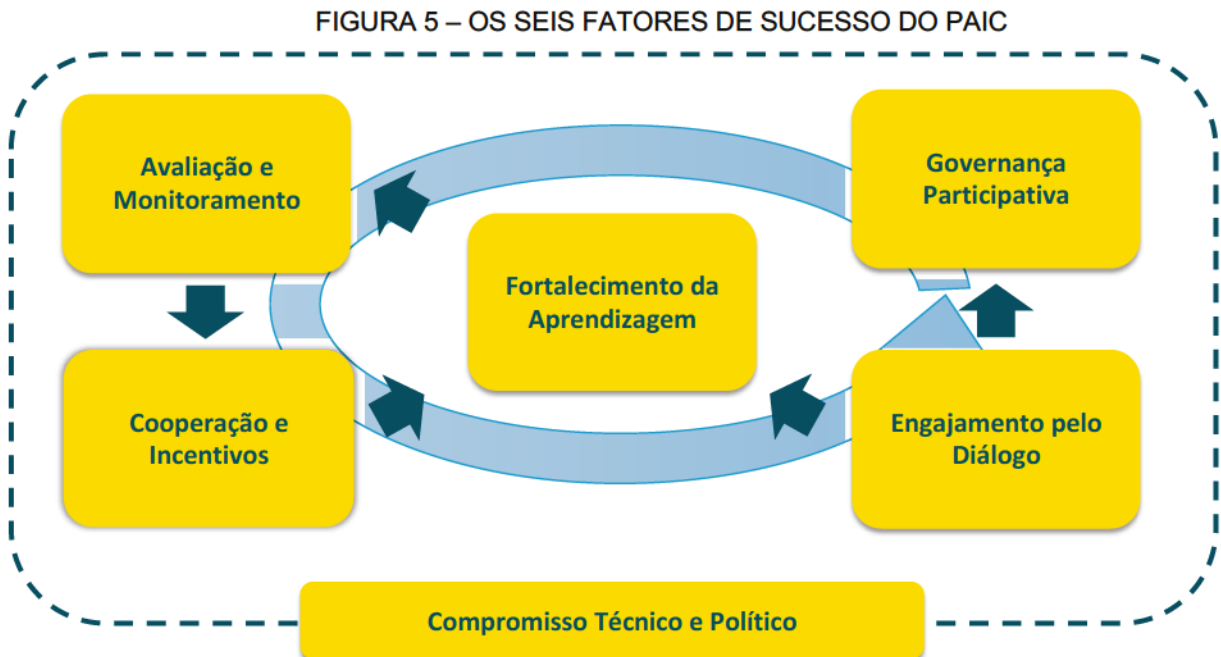 FIGURA 5 – OS SEIS FATORES DE SUCESSO DO PAIC
Avaliação e
Monitoramento
Governança
Participativa
Fortalecimento da
Aprendizagem
Cooperação e
Incentivos
Engajamento pelo
Diálogo
Compromisso Técnico e Político